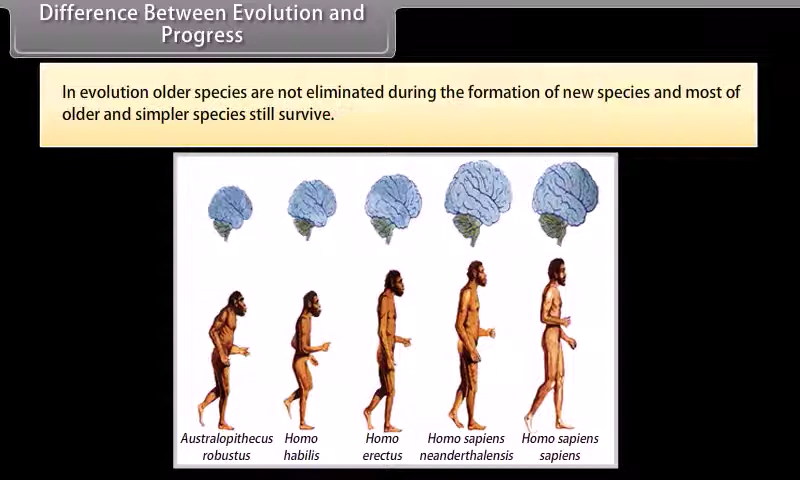 Difference Between Evolution and
Progress
In evolution older species are not eliminated during the formation of new species and most of
older and simpler species still survive.
Australopithecus robustus
Homo habilis
Homo erectus
Homo sapiens neanderthalensis
Homo sapiens sapiens